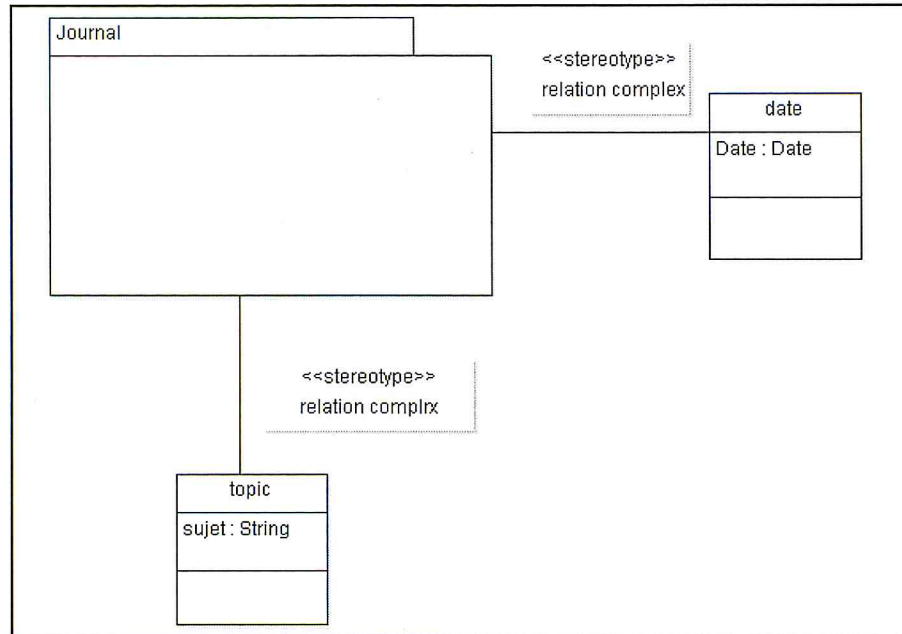 Journal
<<stereotype>>
relation complex
date
Date : Date
<<stereotype>>
relation complrx
topic
sujet : String